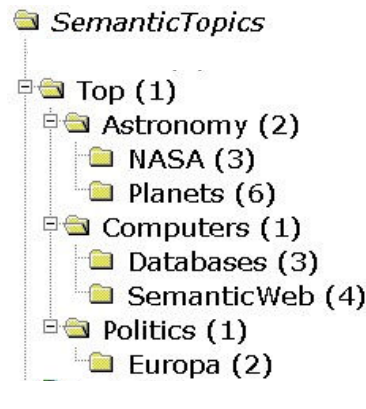 SemanticTopics
Top (1)
Astronomy (2)
NASA (3)
Planets (6)
Computers (1)
Databases (3)
SemanticWeb (4)
Politics (1)
Europa (2)